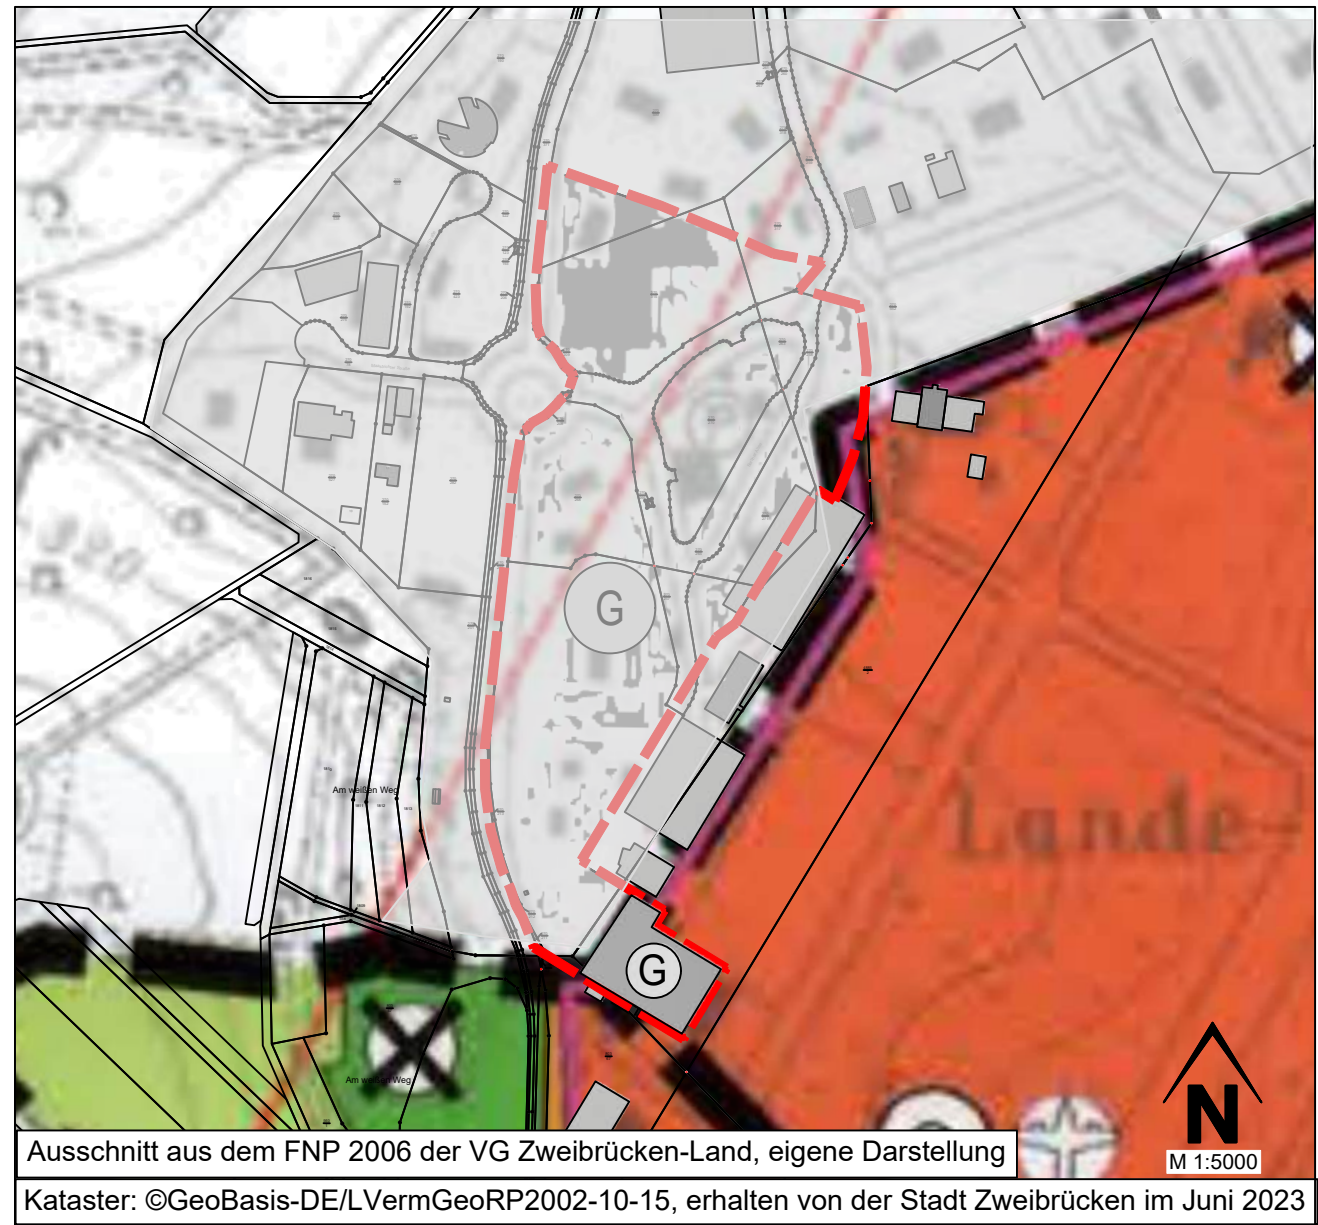 G
Am weißen Weg
Lande
G
Am weißen Weg
N
M 1:5000
Ausschnitt aus dem FNP 2006 der VG Zweibrücken-Land, eigene Darstellung
Kataster: ©GeoBasis-DE/LVermGeoRP2002-10-15, erhalten von der Stadt Zweibrücken im Juni 2023